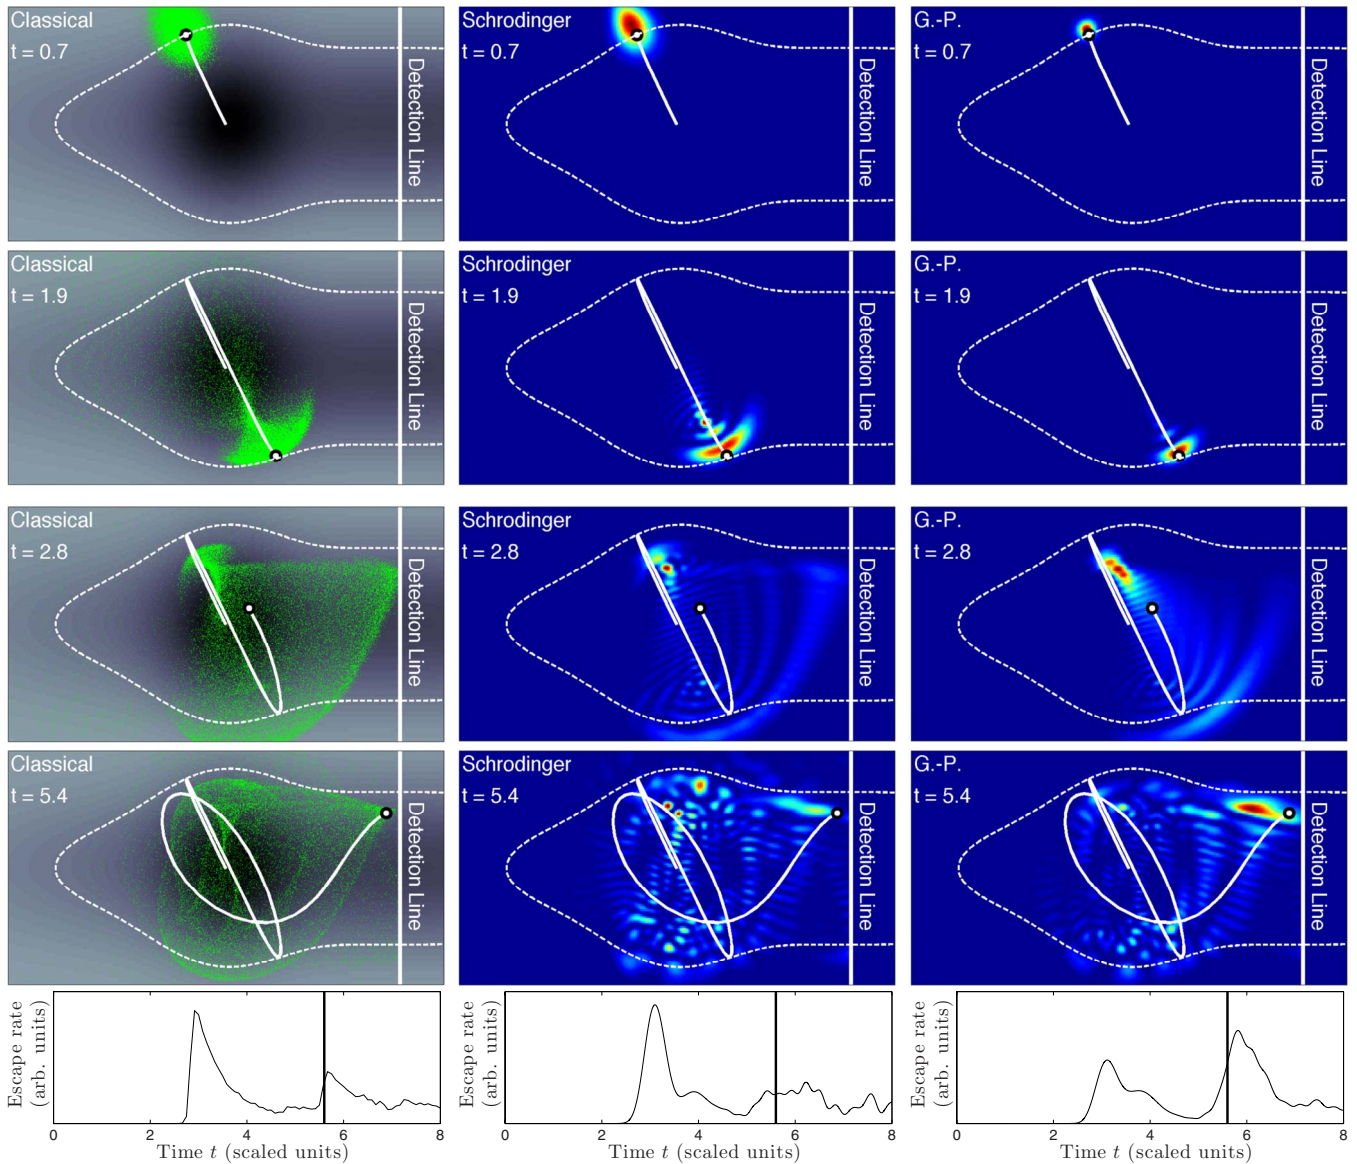 Classical
t = 0.7
Detection Line
Schrodinger
t = 0.7
Detection Line
G.-P.
t = 0.7
Detection Line
Classical
t = 1.9
Detection Line
Schrodinger
t = 1.9
Detection Line
G.-P.
t = 1.9
Detection Line
Classical
t = 2.8
Detection Line
Schrodinger
t = 2.8
Detection Line
G.-P.
t = 2.8
Detection Line
Classical
t = 5.4
Detection Line
Schrodinger
t = 5.4
Detection Line
G.-P.
t = 5.4
Detection Line
Escape rate
(arb. units)
0 2 4 6 8
Time t (scaled units)
Escape rate
(arb. units)
0 2 4 6 8
Time t (scaled units)
Escape rate
(arb. units)
0 2 4 6 8
Time t (scaled units)